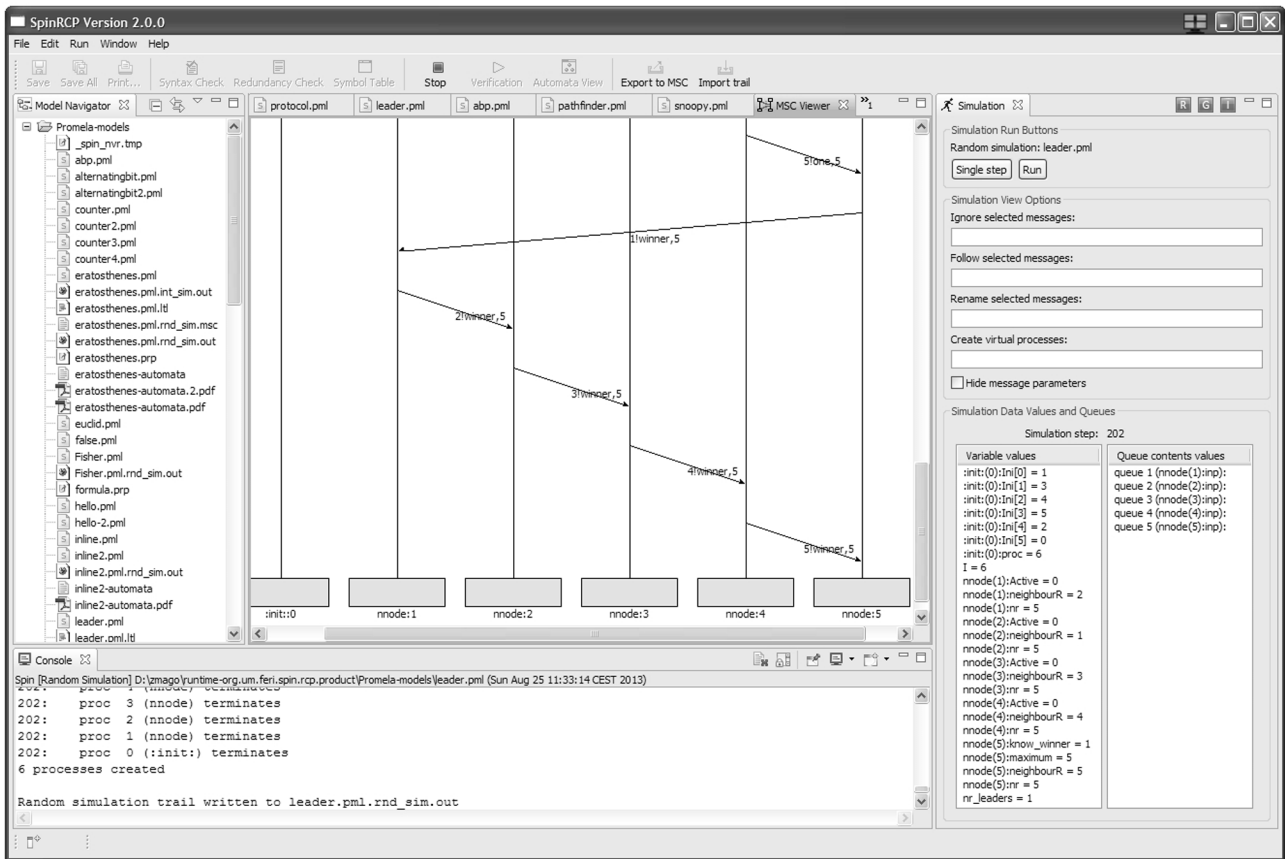 SpinRCP Version 2.0.0
File Edit Run Window Help
Save Save All Print... Syntax Check Redundancy Check Symbol Table Stop Verification Automata View Export to MSC Import trail
Model Navigator
Promela-models
_spin_nvr.tmp
abp.pml
alternatingbit.pml
alternatingbit2.pml
counter.pml
counter2.pml
counter3.pml
counter4.pml
eratosthenes.pml
eratosthenes.pml.int_sim.out
eratosthenes.pml.ltl
eratosthenes.pml.rnd_sim.msc
eratosthenes.pml.rnd_sim.out
eratosthenes.prp
eratosthenes-automata
eratosthenes-automata.2.pdf
eratosthenes-automata.pdf
euclid.pml
false.pml
Fisher.pml
Fisher.pml.rnd_sim.out
formula.prp
hello.pml
hello-2.pml
inline.pml
inline2.pml
inline2.pml.rnd_sim.out
inline2-automata
inline2-automata.pdf
leader.pml
leader.pml.ltl
protocol.pml leader.pml abp.pml pathfinder.pml snoopy.pml MSC Viewer »1
5!one,5
1!winner,5
2!winner,5
3!winner,5
4!winner,5
5!winner,5
:init::0 nnode:1 nnode:2 nnode:3 nnode:4 nnode:5
Simulation R G I
Simulation Run Buttons
Random simulation: leader.pml
Single step Run
Simulation View Options
Ignore selected messages:
Follow selected messages:
Rename selected messages:
Create virtual processes:
Hide message parameters
Simulation Data Values and Queues
Simulation step: 202
Variable values
:init:(0):Ini[0] = 1
:init:(0):Ini[1] = 3
:init:(0):Ini[2] = 4
:init:(0):Ini[3] = 5
:init:(0):Ini[4] = 2
:init:(0):Ini[5] = 0
:init:(0):proc = 6
I = 6
nnode(1):Active = 0
nnode(1):neighbourR = 2
nnode(1):nr = 5
nnode(2):Active = 0
nnode(2):neighbourR = 1
nnode(2):nr = 5
nnode(3):Active = 0
nnode(3):neighbourR = 3
nnode(3):nr = 5
nnode(4):Active = 0
nnode(4):neighbourR = 4
nnode(4):nr = 5
nnode(5):know_winner = 1
nnode(5):maximum = 5
nnode(5):neighbourR = 5
nnode(5):nr = 5
nr_leaders = 1
Queue contents values
queue 1 (nnode(1):inp):
queue 2 (nnode(2):inp):
queue 3 (nnode(3):inp):
queue 4 (nnode(4):inp):
queue 5 (nnode(5):inp):
Console
Spin [Random Simulation] D:\zmago\runtime-org.um.feri.spin.rcp.product\Promela-models\leader.pml (Sun Aug 25 11:33:14 CEST 2013)
202: proc 4 (nnode) terminates
202: proc 3 (nnode) terminates
202: proc 2 (nnode) terminates
202: proc 1 (nnode) terminates
202: proc 0 (:init:) terminates
6 processes created
Random simulation trail written to leader.pml.rnd_sim.out